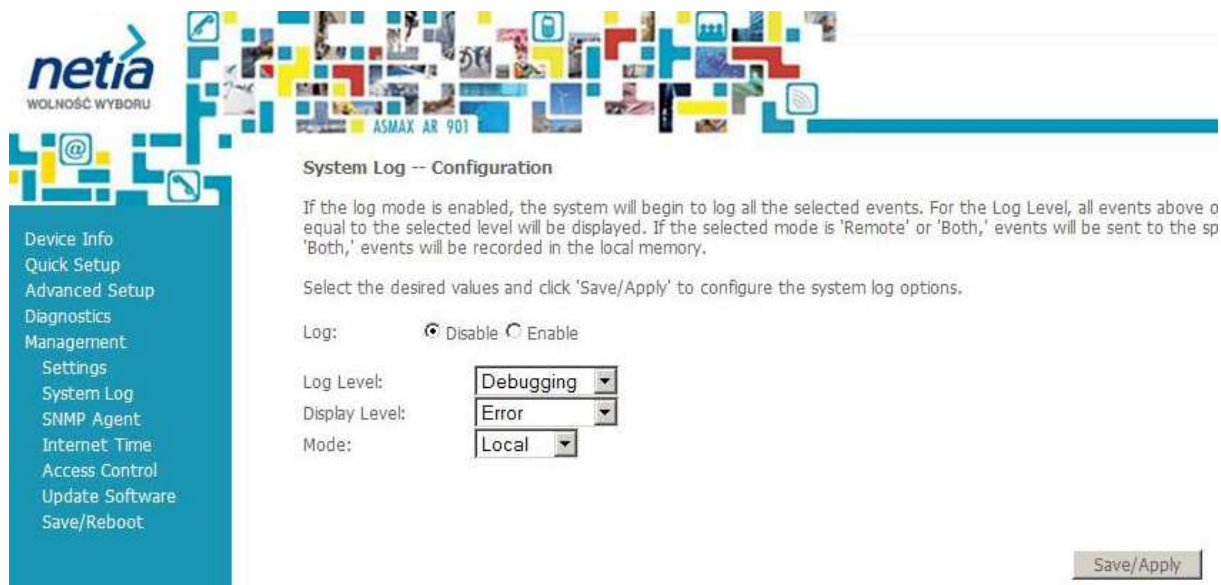 netia
WOLNOŚĆ WYBORU
ASMAX AR 901
@
Device Info
Quick Setup
Advanced Setup
Diagnostics
Management
Settings
System Log
SNMP Agent
Internet Time
Access Control
Update Software
Save/Reboot
System Log -- Configuration
If the log mode is enabled, the system will begin to log all the selected events. For the Log Level, all events above o
equal to the selected level will be displayed. If the selected mode is 'Remote' or 'Both,' events will be sent to the sp
'Both,' events will be recorded in the local memory.
Select the desired values and click 'Save/Apply' to configure the system log options.
Log: Disable Enable
Log Level: Debugging
Display Level: Error
Mode: Local
Save/Apply